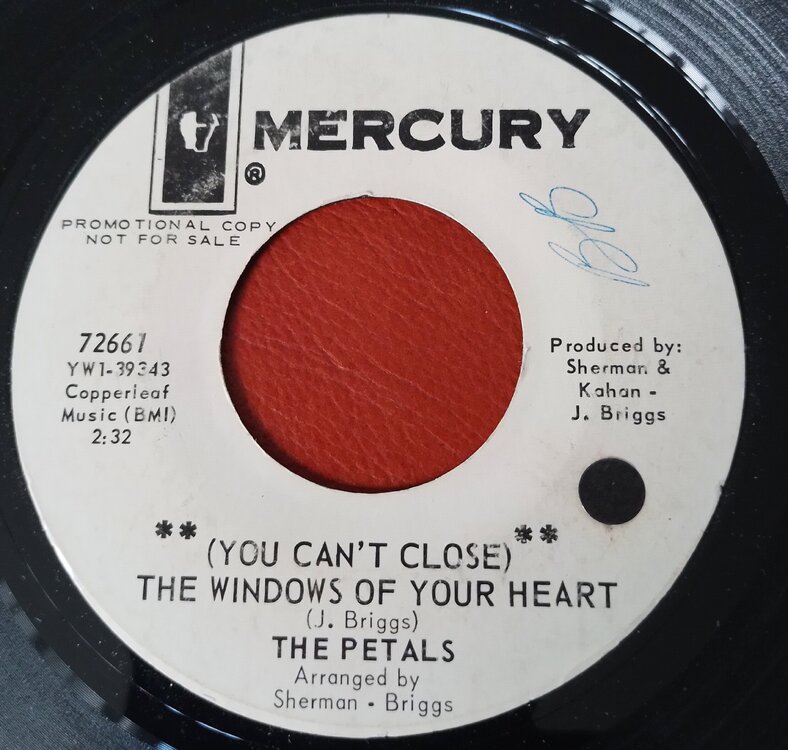 MERCURY
®
PROMOTIONAL COPY
NOT FOR SALE
72661
YW1-39343
Copperleaf
Music (BMI)
2:32
Produced by:
Sherman &
Kahan -
J. Briggs
** (YOU CAN'T CLOSE) **
THE WINDOWS OF YOUR HEART
(J. Briggs)
THE PETALS
Arranged by
Sherman - Briggs